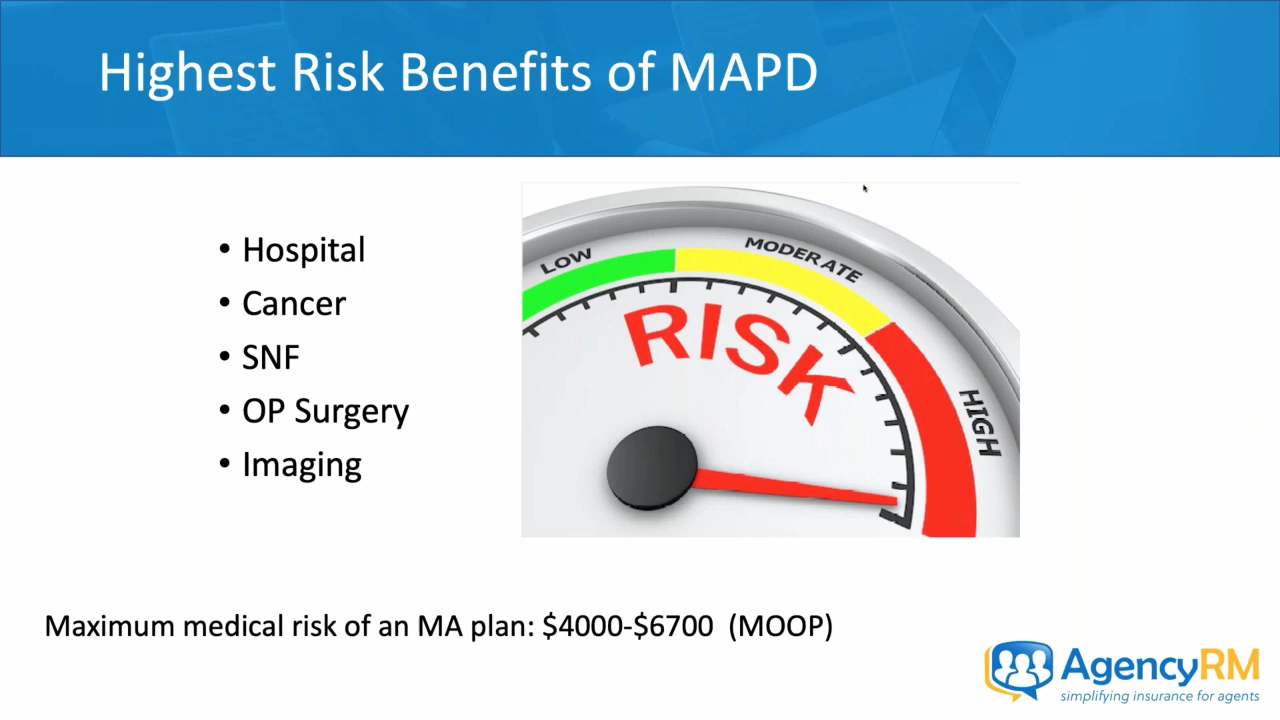 Highest Risk Benefits of MAPD
• Hospital
• Cancer
• SNF
• OP Surgery
• Imaging
LOW
MODERATE
HIGH
RISK
Maximum medical risk of an MA plan: $4000-$6700 (MOOP)
AgencyRM
simplifying insurance for agents